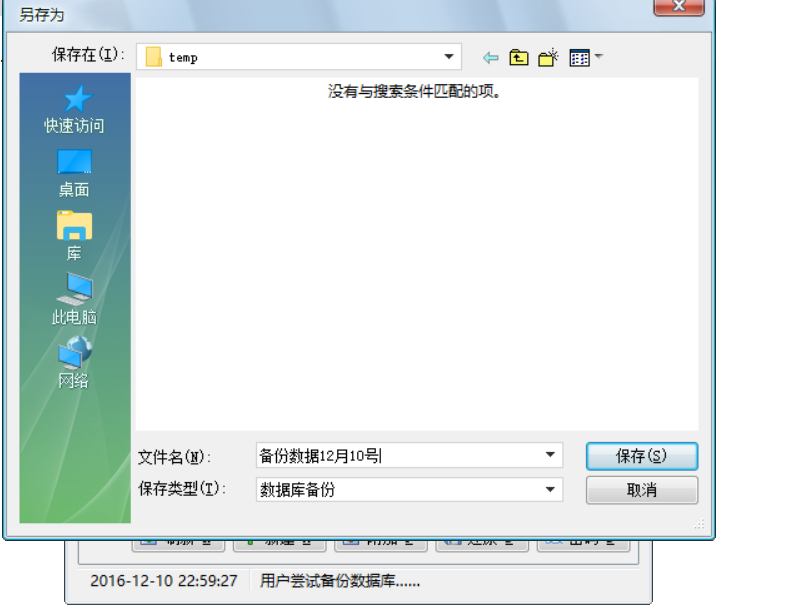 另存为
保存在(I):
temp
没有与搜索条件匹配的项。
快速访问
桌面
库
此电脑
网络
文件名(N):
备份数据12月10号
保存(S)
保存类型(T):
数据库备份
取消
2016-12-10 22:59:27
用户尝试备份数据库......